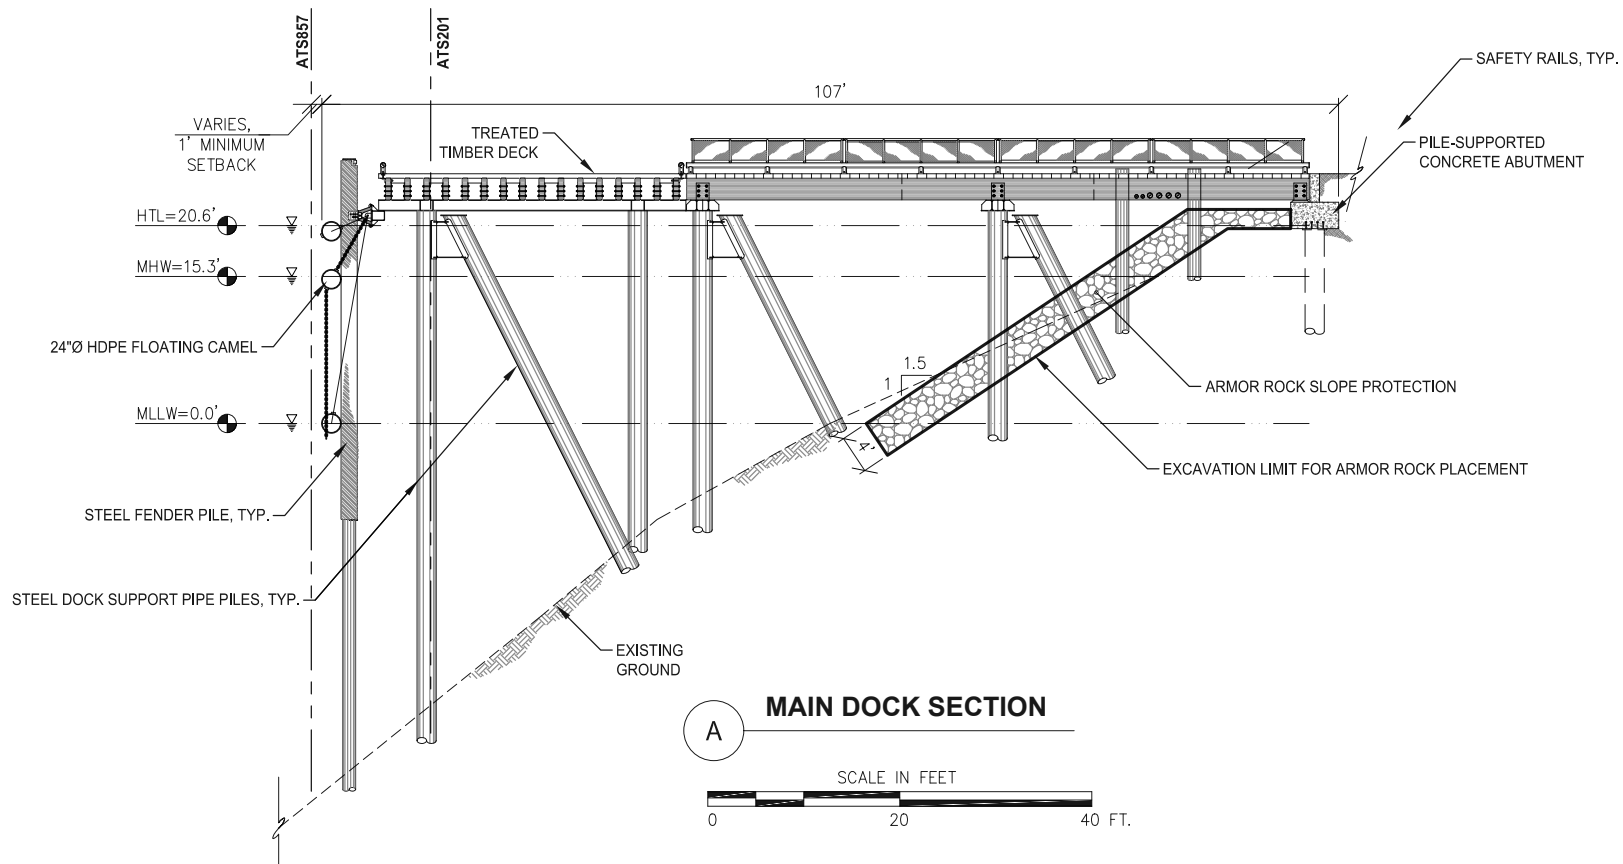 ATS857
ATS201
SAFETY RAILS, TYP.
107'
VARIES,
1' MINIMUM
SETBACK
TREATED
TIMBER DECK
PILE-SUPPORTED
CONCRETE ABUTMENT
HTL=20.6'
MHW=15.3'
24"Ø HDPE FLOATING CAMEL
1.5
1
ARMOR ROCK SLOPE PROTECTION
MLLW=0.0'
4'
EXCAVATION LIMIT FOR ARMOR ROCK PLACEMENT
STEEL FENDER PILE, TYP.
STEEL DOCK SUPPORT PIPE PILES, TYP.
EXISTING
GROUND
A
MAIN DOCK SECTION
SCALE IN FEET
0 20 40 FT.